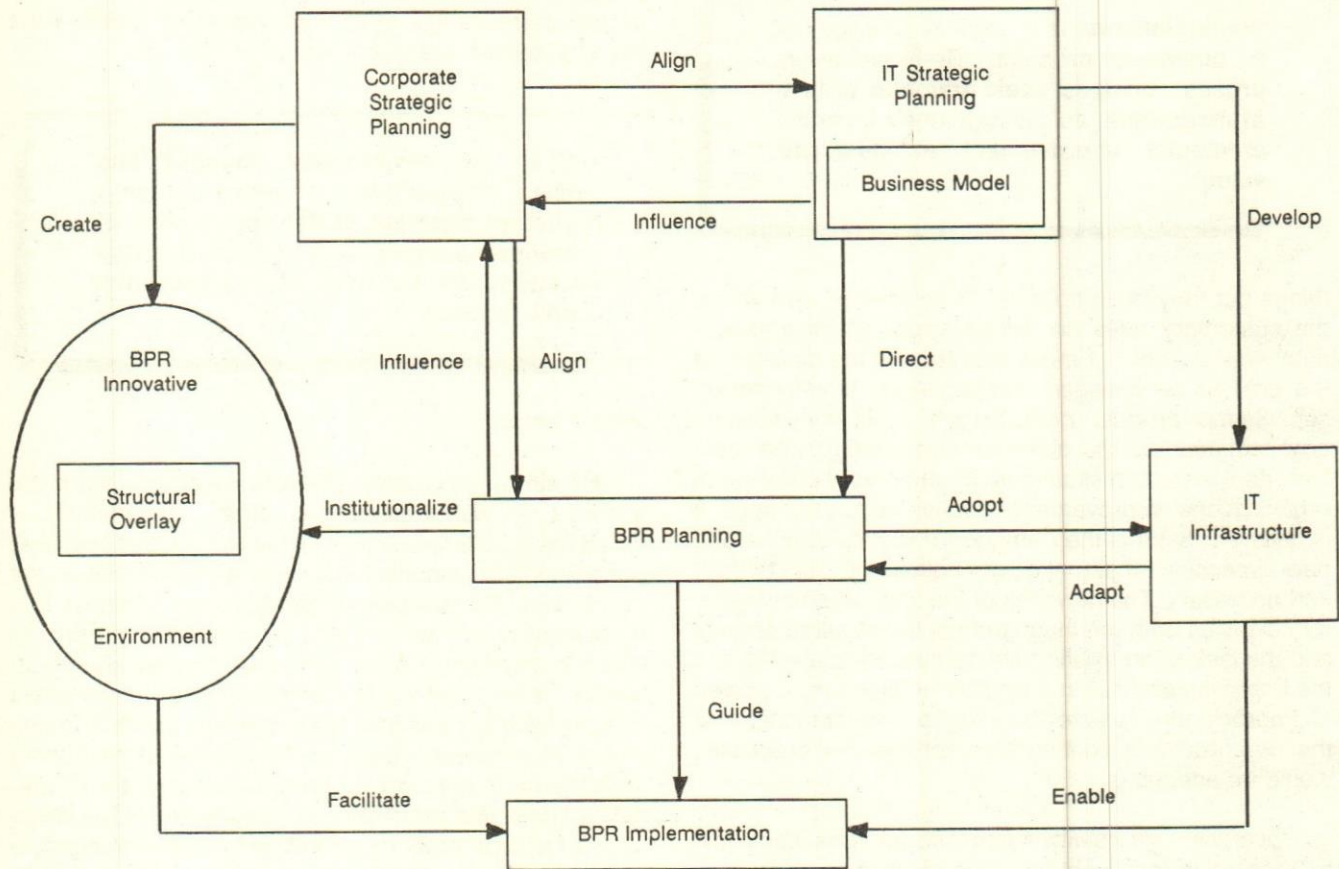 Corporate
Strategic
Planning
Align
IT Strategic
Planning
Business Model
Influence
Create
Develop
BPR
Innovative
Structural
Overlay
Environment
Influence
Align
Direct
Institutionalize
BPR Planning
Adopt
Adapt
IT
Infrastructure
Guide
Facilitate
BPR Implementation
Enable